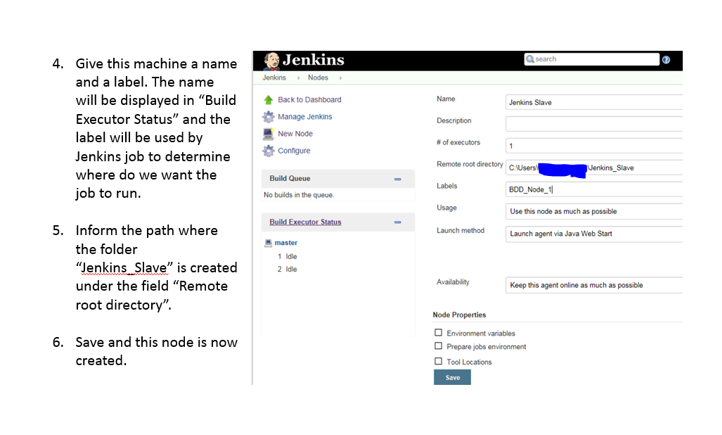 4. Give this machine a name
and a label. The name
will be displayed in “Build
Executor Status” and the
label will be used by
Jenkins job to determine
where do we want the
job to run.
5. Inform the path where
the folder
“Jenkins_Slave” is created
under the field “Remote
root directory”.
6. Save and this node is now
created.
Jenkins
search
Jenkins › Nodes ›
Back to Dashboard
Manage Jenkins
New Node
Configure
Build Queue
No builds in the queue.
Build Executor Status
master
1 Idle
2 Idle
Name Jenkins Slave
Description
# of executors 1
Remote root directory C:\Users\ \Jenkins_Slave
Labels BDD_Node_1
Usage Use this node as much as possible
Launch method Launch agent via Java Web Start
Availability Keep this agent online as much as possible
Node Properties
Environment variables
Prepare jobs environment
Tool Locations
Save